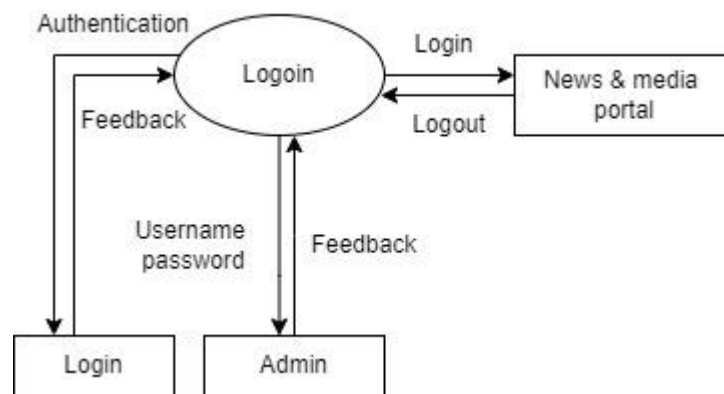 Authentication
Logoin
Login
News & media
portal
Feedback
Logout
Username
password
Feedback
Login
Admin